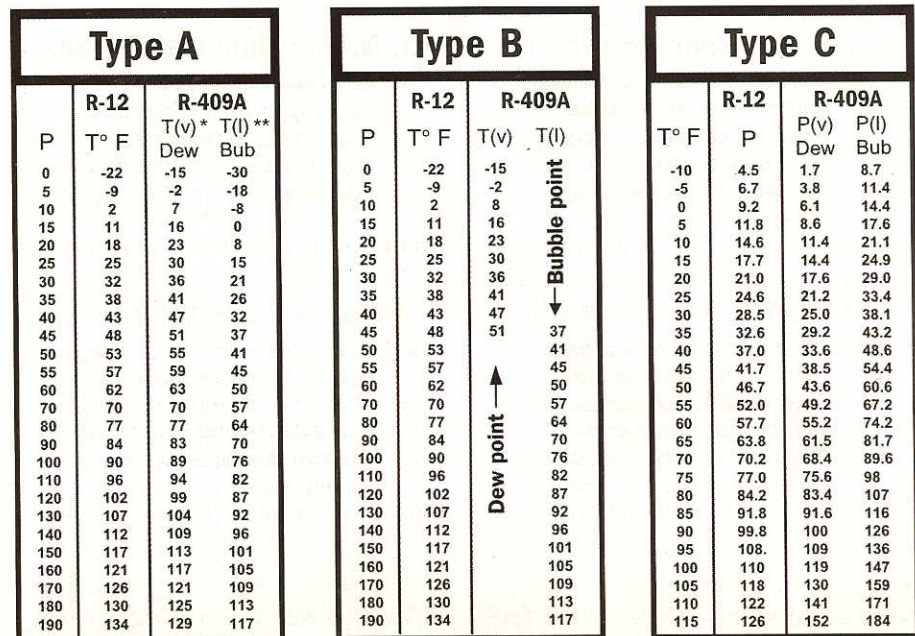 Type A
R-12 R-409A
P T° F T(v) * T(l) **
Dew Bub
0 -22 -15 -30
5 -9 -2 -18
10 2 7 -8
15 11 16 0
20 18 23 8
25 25 30 15
30 32 36 21
35 38 41 26
40 43 47 32
45 48 51 37
50 53 55 41
55 57 59 45
60 62 63 50
70 70 70 57
80 77 77 64
90 84 83 70
100 90 89 76
110 96 94 82
120 102 99 87
130 107 104 92
140 112 109 96
150 117 113 101
160 121 117 105
170 126 121 109
180 130 125 113
190 134 129 117
Type B
R-12 R-409A
P T° F T(v) T(l)
0 -22 -15
5 -9 -2
10 2 8
15 11 16
20 18 23
25 25 30
30 32 36
35 38 41
40 43 47
45 48 51 37
50 53 41
55 57 45
60 62 50
70 70 57
80 77 64
90 84 70
100 90 76
110 96 82
120 102 87
130 107 92
140 112 96
150 117 101
160 121 105
170 126 109
180 130 113
190 134 117
←Bubble point
Dew point →
Type C
R-12 R-409A
T° F P P(v) P(l)
Dew Bub
-10 4.5 1.7 8.7
-5 6.7 3.8 11.4
0 9.2 6.1 14.4
5 11.8 8.6 17.6
10 14.6 11.4 21.1
15 17.7 14.4 24.9
20 21.0 17.6 29.0
25 24.6 21.2 33.4
30 28.5 25.0 38.1
35 32.6 29.2 43.2
40 37.0 33.6 48.6
45 41.7 38.5 54.4
50 46.7 43.6 60.6
55 52.0 49.2 67.2
60 57.7 55.2 74.2
65 63.8 61.5 81.7
70 70.2 68.4 89.6
75 77.0 75.6 98
80 84.2 83.4 107
85 91.8 91.6 116
90 99.8 100 126
95 108. 109 136
100 110 119 147
105 118 130 159
110 122 141 171
115 126 152 184